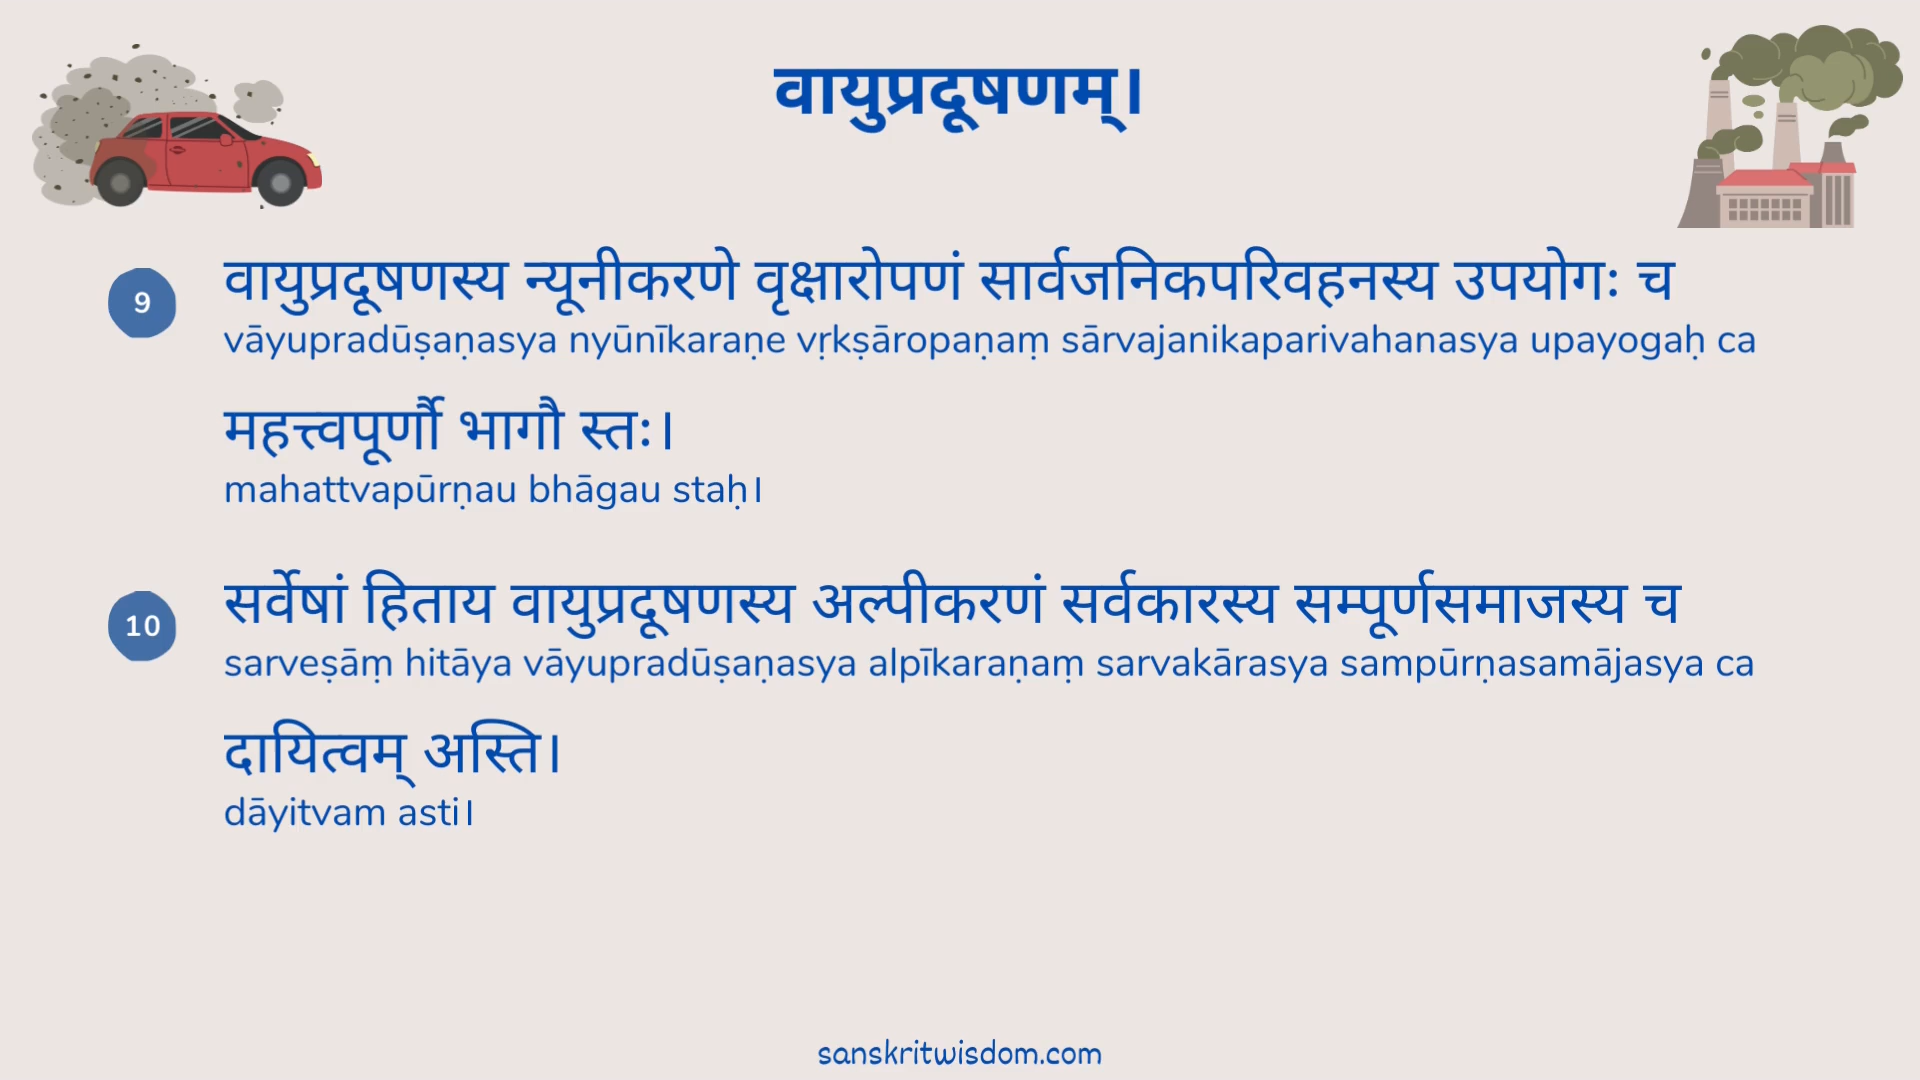 वायुप्रदूषणम्।
9
वायुप्रदूषणस्य न्यूनीकरणे वृक्षारोपणं सार्वजनिकपरिवहनस्य उपयोगः च
vāyupradūṣaṇasya nyūnīkaraṇe vṛkṣāropaṇaṃ sārvajanikaparivahanasya upayogaḥ ca
महत्त्वपूर्णौ भागौ स्तः।
mahattvapūrṇau bhāgau staḥ।
10
सर्वेषां हिताय वायुप्रदूषणस्य अल्पीकरणं सर्वकारस्य सम्पूर्णसमाजस्य च
sarveṣāṃ hitāya vāyupradūṣaṇasya alpīkaraṇaṃ sarvakārasya sampūrṇasamājasya ca
दायित्वम् अस्ति।
dāyitvam asti।
sanskritwisdom.com